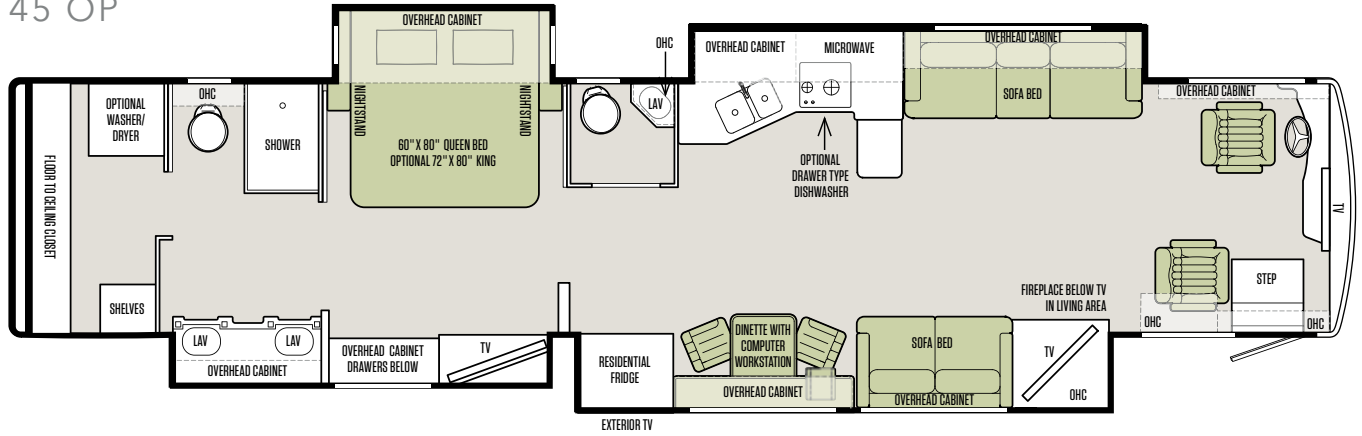 45 OP
OVERHEAD CABINET
OHC
OVERHEAD CABINET
MICROWAVE
OVERHEAD CABINET
OPTIONAL
WASHER/
DRYER
OHC
SHOWER
NIGHTSTAND
NIGHTSTAND
60" X 80" QUEEN BED
OPTIONAL 72" X 80" KING
LAV
SOFA BED
OVERHEAD CABINET
OPTIONAL
DRAWER TYPE
DISHWASHER
FLOOR TO CEILING CLOSET
TV
SHELVES
FIREPLACE BELOW TV
IN LIVING AREA
STEP
OHC
OHC
LAV
LAV
OVERHEAD CABINET
OVERHEAD CABINET
DRAWERS BELOW
TV
RESIDENTIAL
FRIDGE
DINETTE WITH
COMPUTER
WORKSTATION
OVERHEAD CABINET
SOFA BED
OVERHEAD CABINET
TV
OHC
EXTERIOR TV